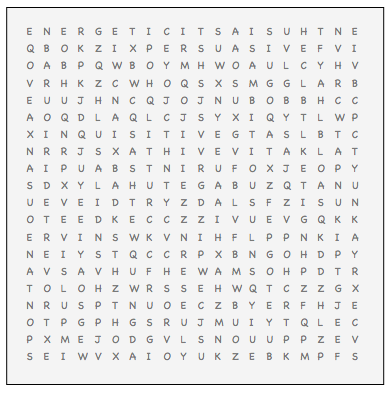 E N E R G E T I C I T S A I S U H T N E
Q B O K Z I X P E R S U A S I V E F V I
O A B P Q W B O Y M H W O A U L C Y H V
V R H K Z C W H O Q S X S M G G L A R B
E U U J H N C Q J O J N U B O B B H C C
A O Q D L A Q L C J S Y X I Q Y T L W P
X I N Q U I S I T I V E G T A S L B T C
N R R J S X A T H I V E V I T A K L A T
A I P U A B S T N I R U F O X J E O P Y
S D X Y L A H U T E G A B U Z Q T A N U
U E V E I D T R Y Z D A L S F Z I S U N
O T E E D K E C C Z Z I V U E V G Q K K
E R V I N S W K V N I H F L P P N K I A
N E I Y S T Q C C R P X B N G O H D P Y
A V S A V H U F H E W A M S O H P D T R
T O L O H Z W R S S E H W Q T C Z Z G X
N R U S P T N U O E C Z B Y E R F H J E
O T P G P H G S R U J M U I Y T Q L E C
P X M E J O D G V L S N O U U P P Z E V
S E I W V X A I O Y U K Z E B K M P F S